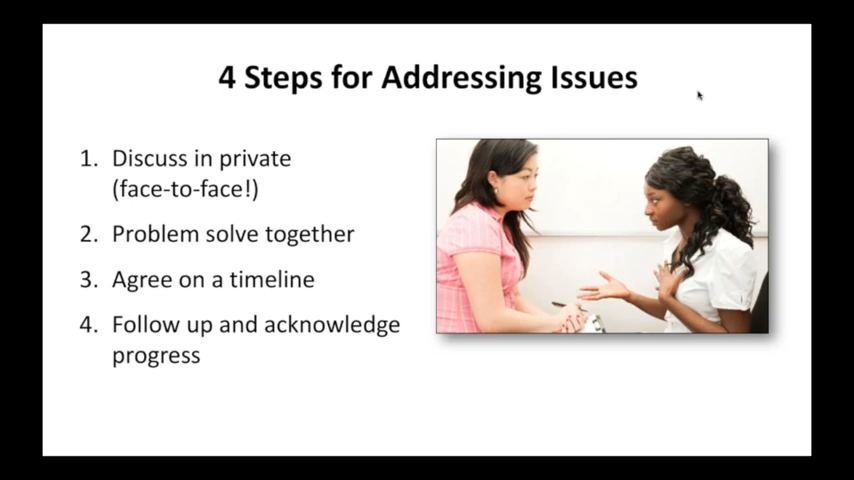 4 Steps for Addressing Issues
1. Discuss in private
(face-to-face!)
2. Problem solve together
3. Agree on a timeline
4. Follow up and acknowledge
progress